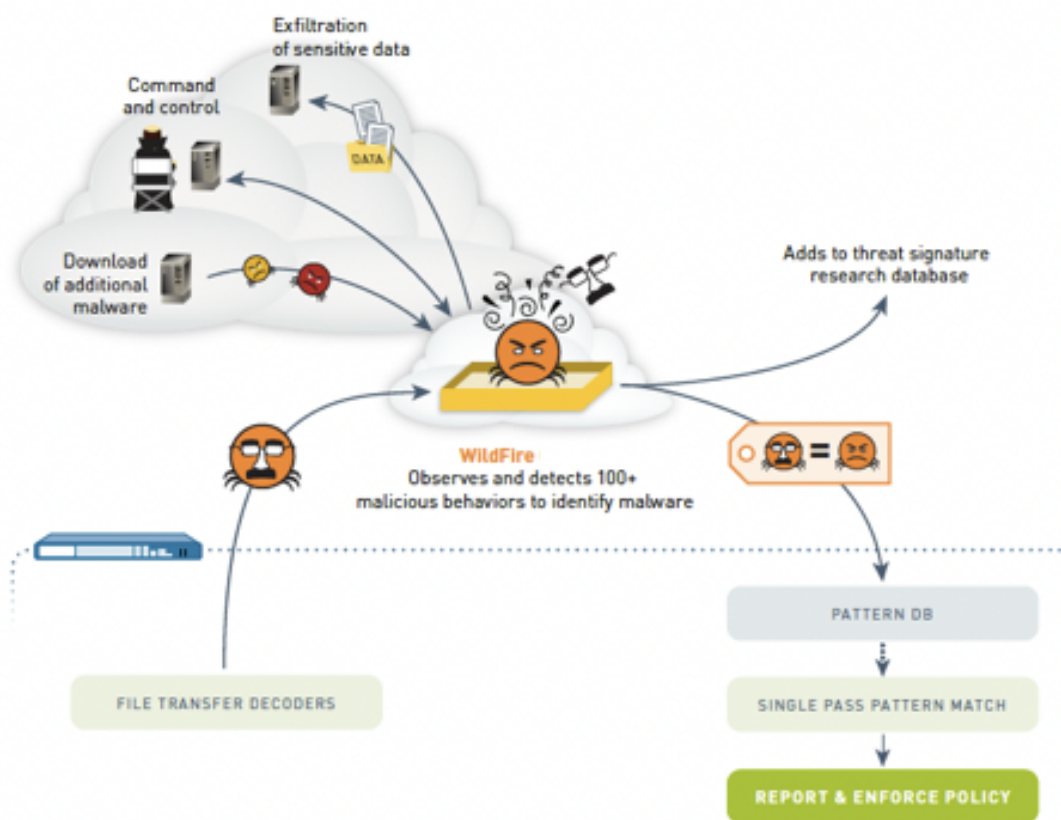 Exfiltration
of sensitive data
Command
and control
DATA
Download
of additional
malware
Adds to threat signature
research database
WildFire
Observes and detects 100+
malicious behaviors to identify malware
=
PATTERN DB
FILE TRANSFER DECODERS
SINGLE PASS PATTERN MATCH
REPORT & ENFORCE POLICY